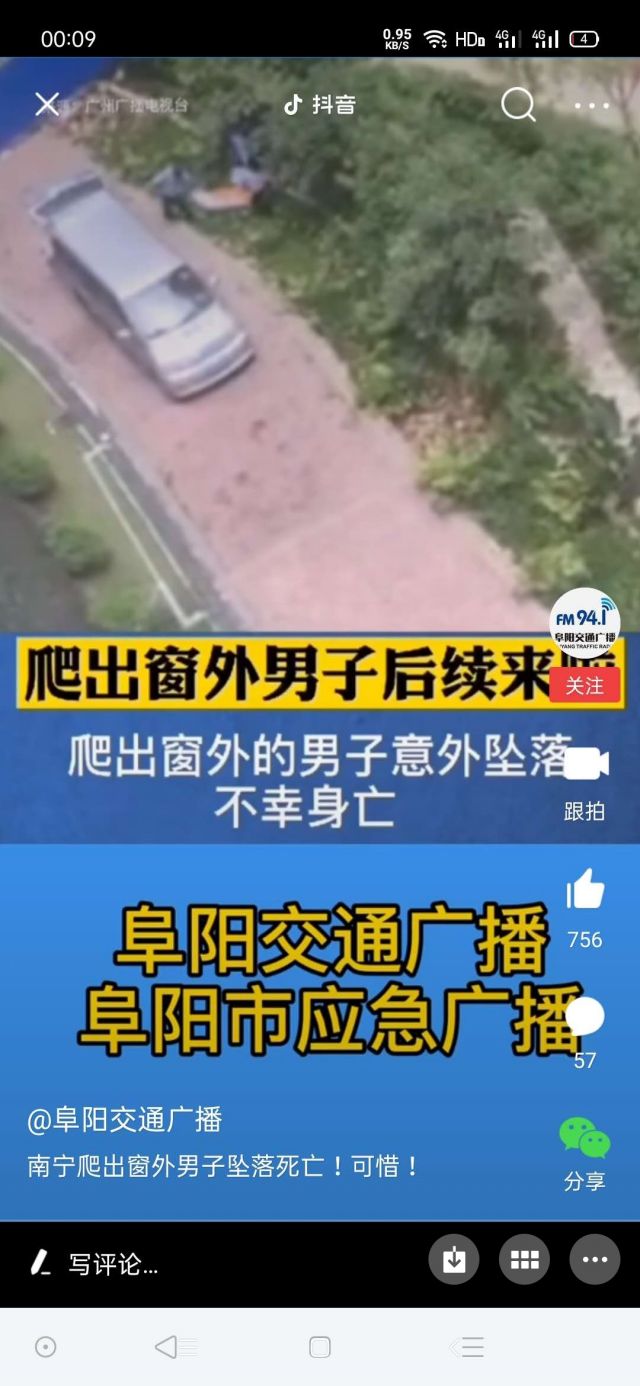 00:09
0.95
KB/S
HD
4G
4G
4
广州广播电视台
抖音
FM 94.1
阜阳交通广播
YANG TRAFFIC RAD
爬出窗外男子后续来
关注
爬出窗外的男子意外坠落
不幸身亡
跟拍
756
阜阳交通广播
阜阳市应急广播
57
@阜阳交通广播
南宁爬出窗外男子坠落死亡！可惜！
分享
写评论...